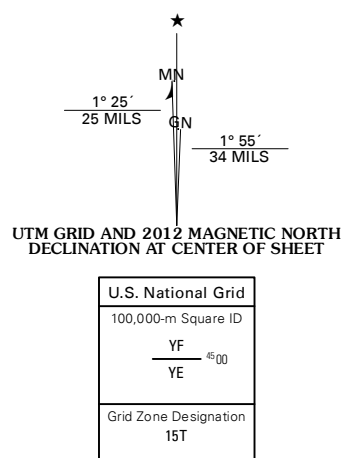 ★
MN
1° 25´
25 MILS
GN
1° 55´
34 MILS
UTM GRID AND 2012 MAGNETIC NORTH
DECLINATION AT CENTER OF SHEET
U.S. National Grid
100,000-m Square ID
YF
4500
YE
Grid Zone Designation
15T